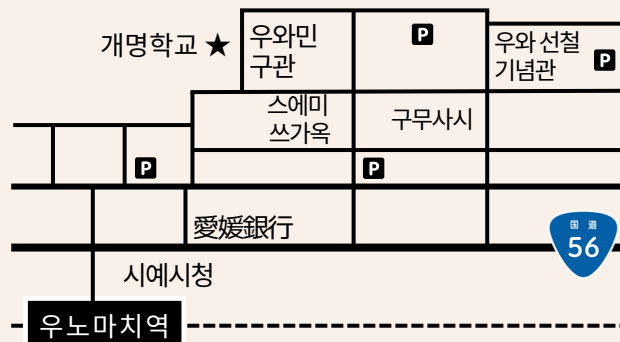 개명학교 ★
우와민
구관
P
우와 선철
기념관
P
스에미
쓰가옥
구무사시
P
P
愛媛銀行
国道
56
시예시청
우노마치역